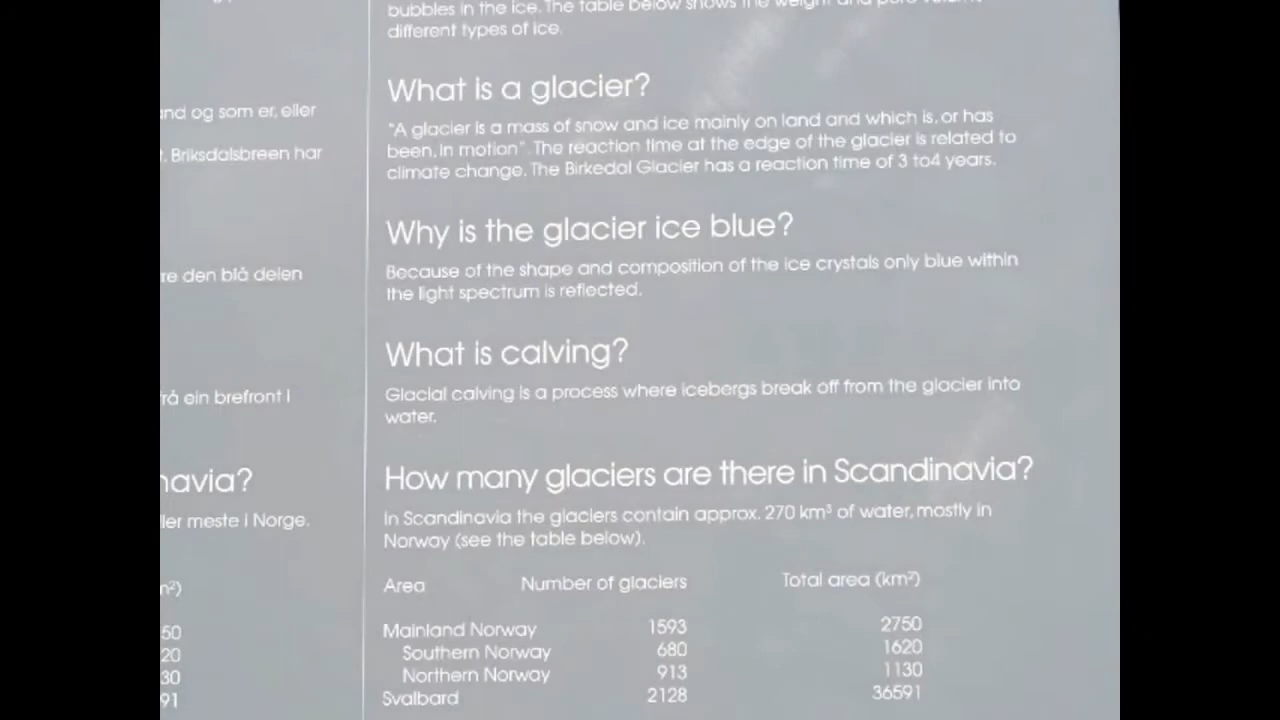 bubbles in the ice. The table below shows the weight and pore
different types of ice.
and og som er, eller
Briksdalsbreen har
den blå delen
ein brefront i
meste i Norge.
50
20
30
91
What is a glacier?
"A glacier is a mass of snow and ice mainly on land and which is, or has
been, in motion". The reaction time at the edge of the glacier is related to
climate change. The Birkedal Glacier has a reaction time of 3 to4 years.
Why is the glacier ice blue?
Because of the shape and composition of the ice crystals only blue within
the light spectrum is reflected.
What is calving?
Glacial calving is a process where icebergs break off from the glacier into
water.
How many glaciers are there in Scandinavia?
In Scandinavia the glaciers contain approx. 270 km³ of water, mostly in
Norway (see the table below).
Area Number of glaciers Total area (km²)
Mainland Norway 1593 2750
Southern Norway 680 1620
Northern Norway 913 1130
Svalbard 2128 36591